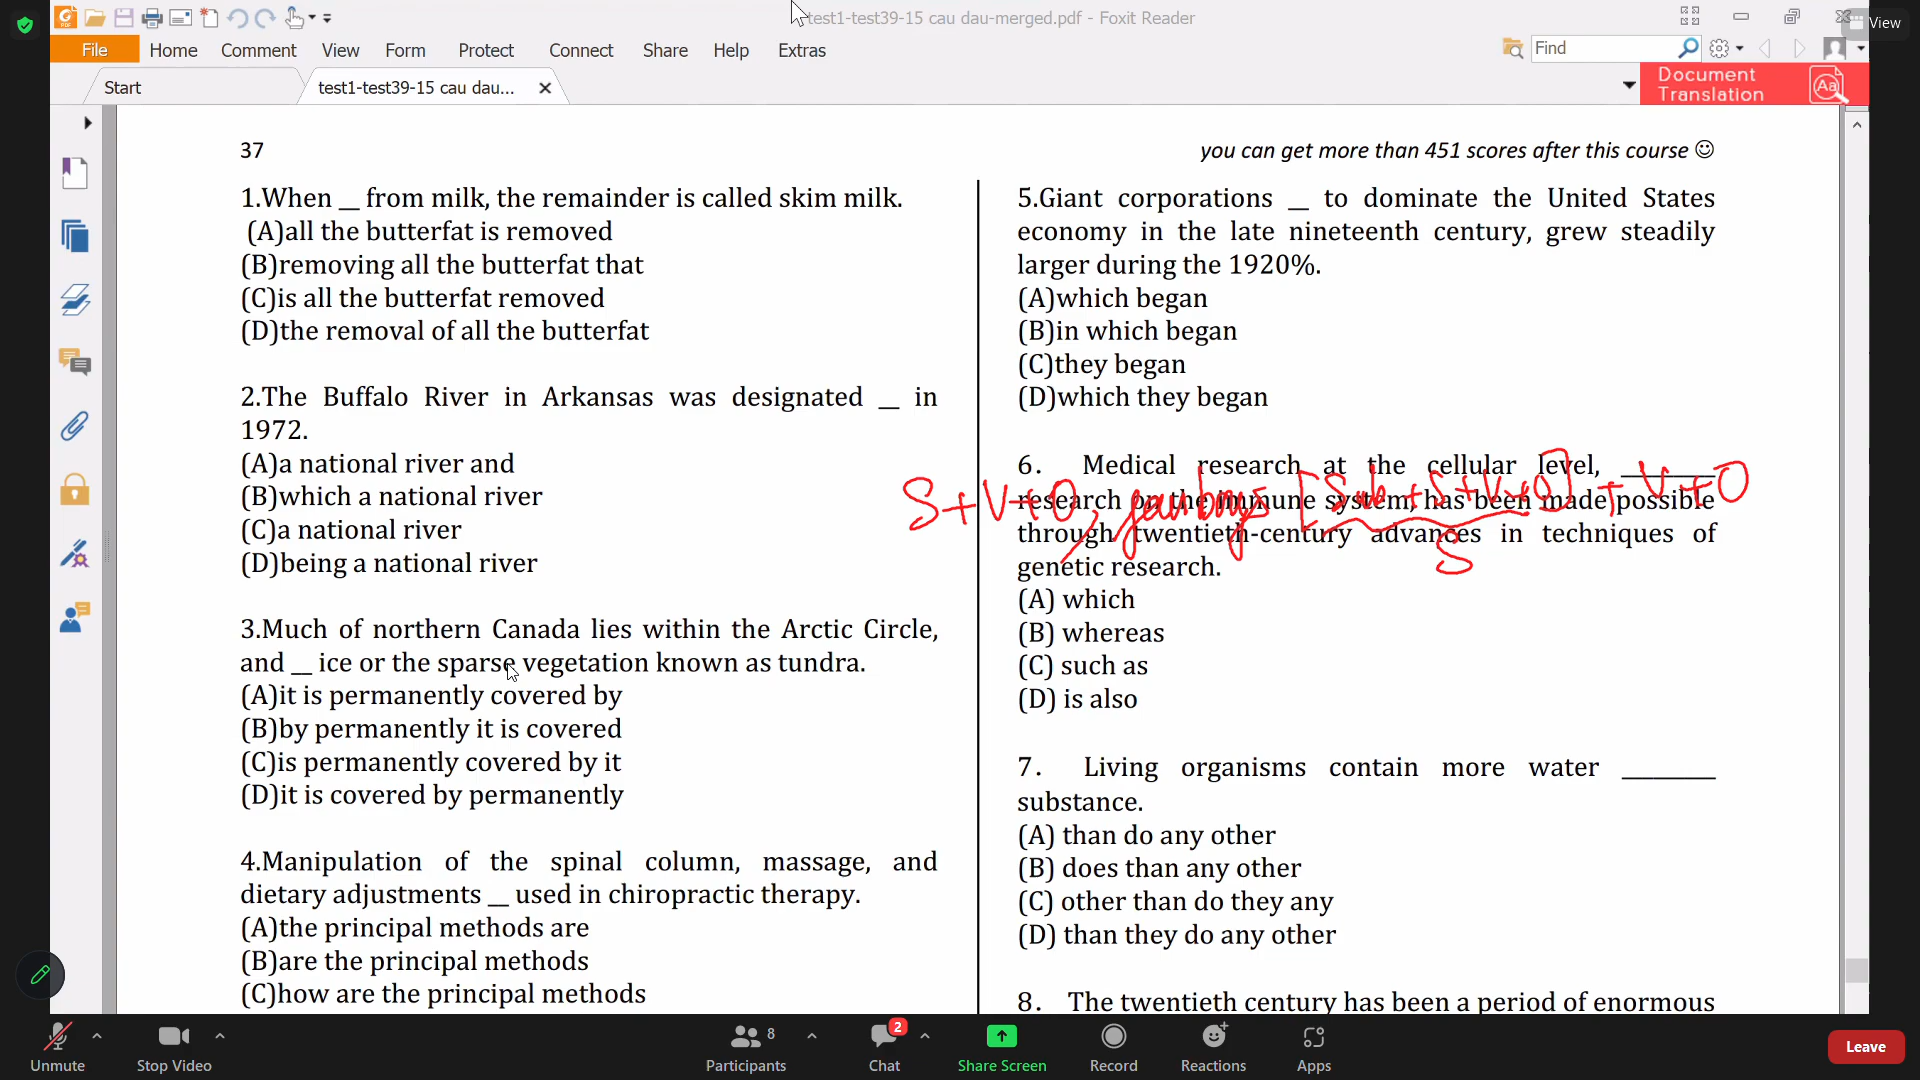 test1-test39-15 cau dau-merged.pdf - Foxit Reader
View
File Home Comment View Form Protect Connect Share Help Extras
Find
Start
test1-test39-15 cau dau...
Document
Translation
37
you can get more than 451 scores after this course ☺
1.When __ from milk, the remainder is called skim milk.
(A)all the butterfat is removed
(B)removing all the butterfat that
(C)is all the butterfat removed
(D)the removal of all the butterfat
2.The Buffalo River in Arkansas was designated __ in
1972.
(A)a national river and
(B)which a national river
(C)a national river
(D)being a national river
3.Much of northern Canada lies within the Arctic Circle,
and __ ice or the sparse vegetation known as tundra.
(A)it is permanently covered by
(B)by permanently it is covered
(C)is permanently covered by it
(D)it is covered by permanently
4.Manipulation of the spinal column, massage, and
dietary adjustments __ used in chiropractic therapy.
(A)the principal methods are
(B)are the principal methods
(C)how are the principal methods
5.Giant corporations __ to dominate the United States
economy in the late nineteenth century, grew steadily
larger during the 1920%.
(A)which began
(B)in which began
(C)they began
(D)which they began
6. Medical research at the cellular level, ________
research on the immune system, has been made possible
through twentieth-century advances in techniques of
genetic research.
S+V+O, [Sub+S+V+O] + V+O
S
(A) which
(B) whereas
(C) such as
(D) is also
7. Living organisms contain more water ________
substance.
(A) than do any other
(B) does than any other
(C) other than do they any
(D) than they do any other
8. The twentieth century has been a period of enormous
Unmute
Stop Video
Participants 8
Chat 2
Share Screen
Record
Reactions
Apps
Leave